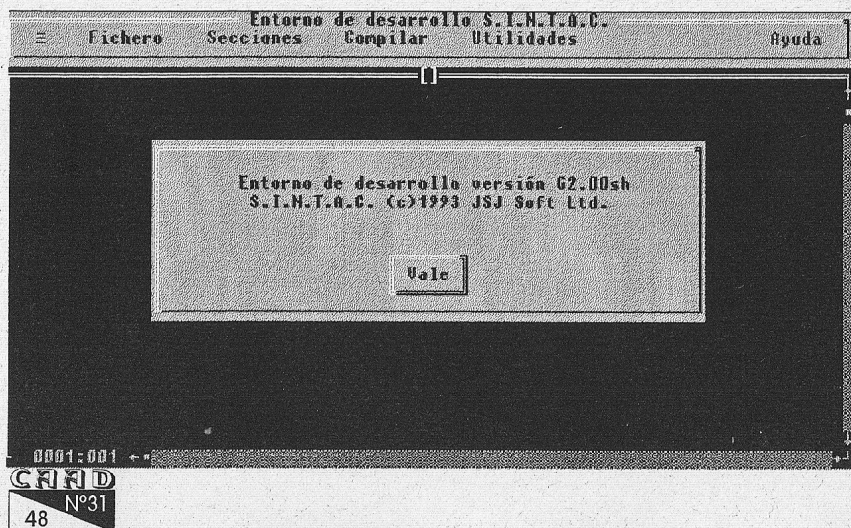 Entorno de desarrollo S.I.N.T.A.C.
≡ Fichero Secciones Compilar Utilidades Ayuda
Entorno de desarrollo versión G2.00sh
S.I.N.T.A.C. (c)1993 JSJ Soft Ltd.
Vale
0001:001
CAAD
Nº31
48